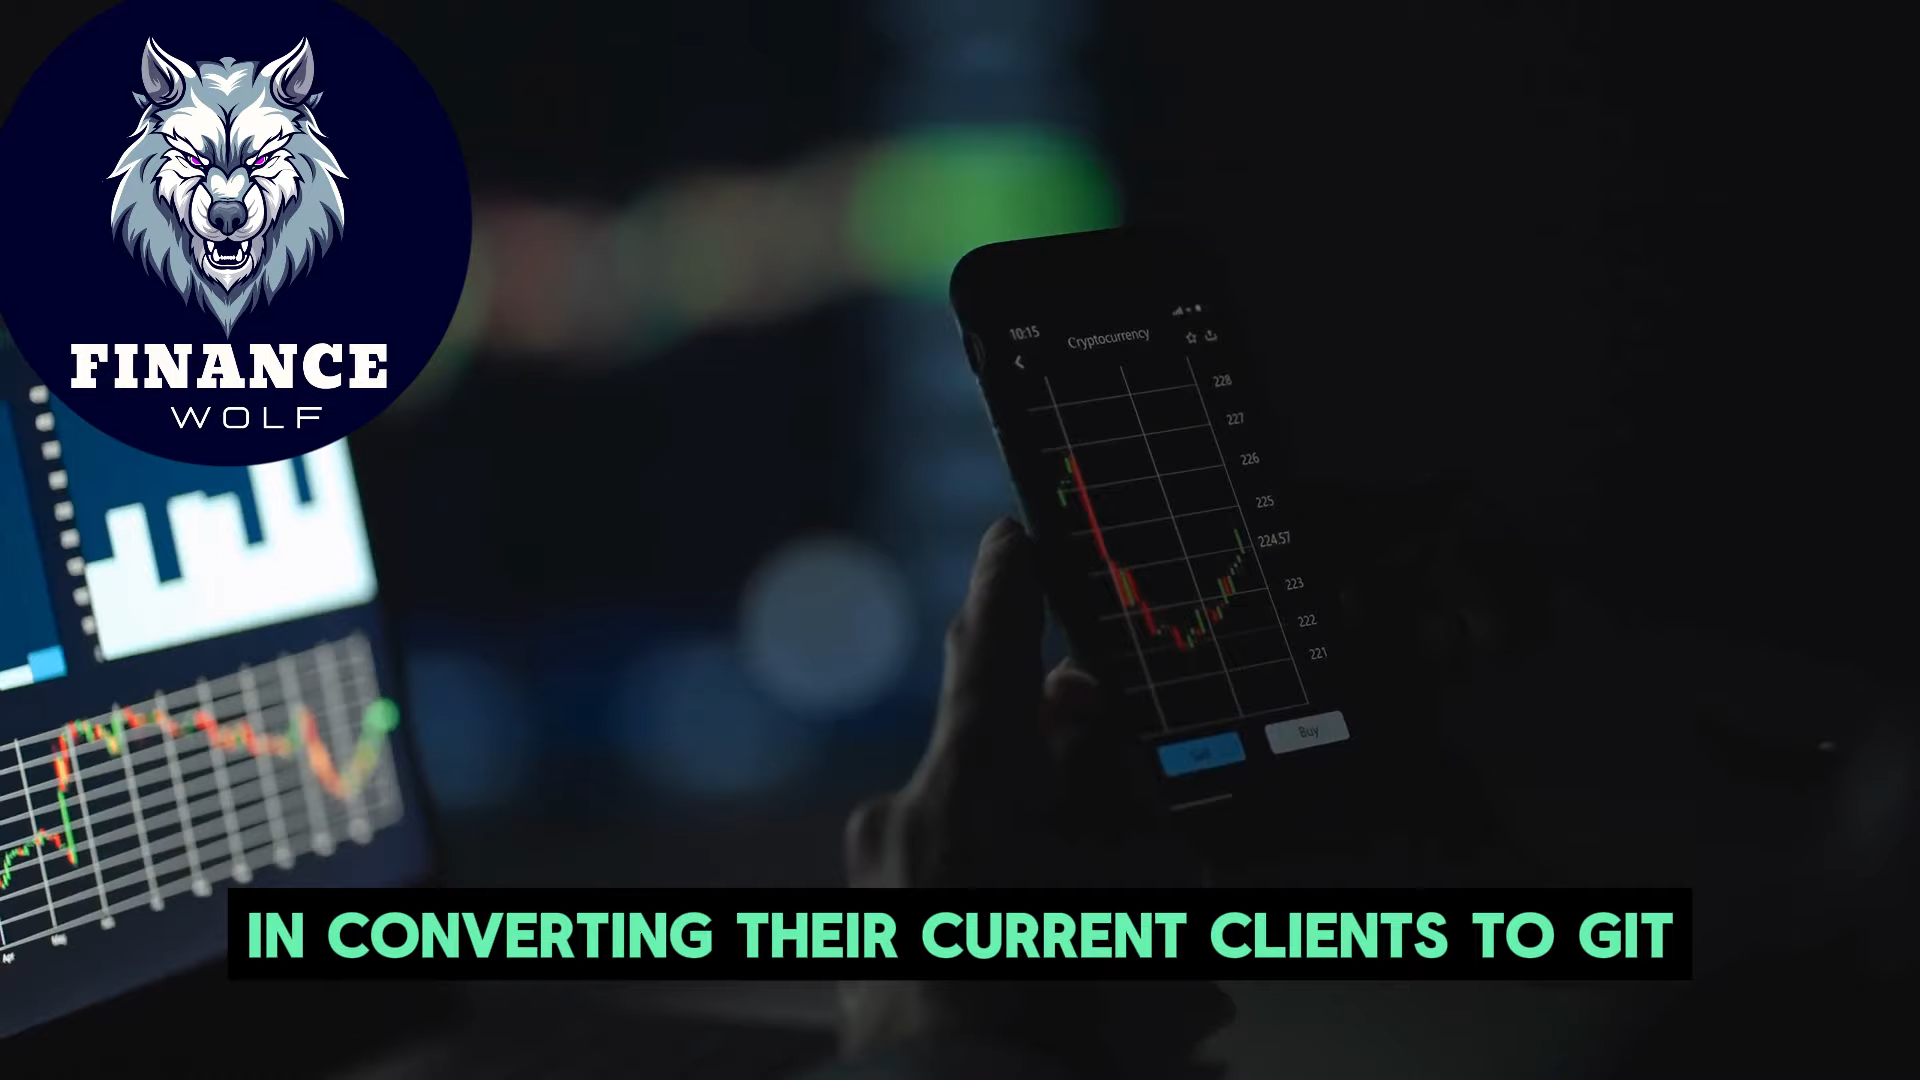 FINANCE
WOLF
10:15
Cryptocurrency
228
227
226
225
224.57
223
222
221
Buy
IN CONVERTING THEIR CURRENT CLIENTS TO GIT